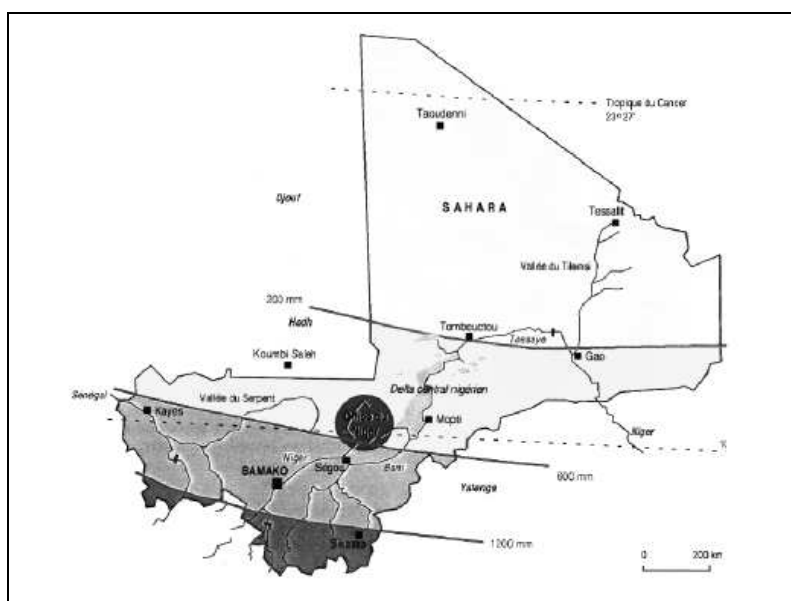 Tropique du Cancer
23º27'
Taoudenni
Djouf
SAHARA
Tessalit
Vallée du Tilemsi
200 mm
Hodh
Tombouctou
Tassaye
Koumbi Saleh
Gao
Delta central nigérien
Sénégal
Vallée du Serpent
Kayes
Mopti
Niger
Niger
Ségou
Bani
BAMAKO
600 mm
Yatenga
Sikasso
1200 mm
0 200 km